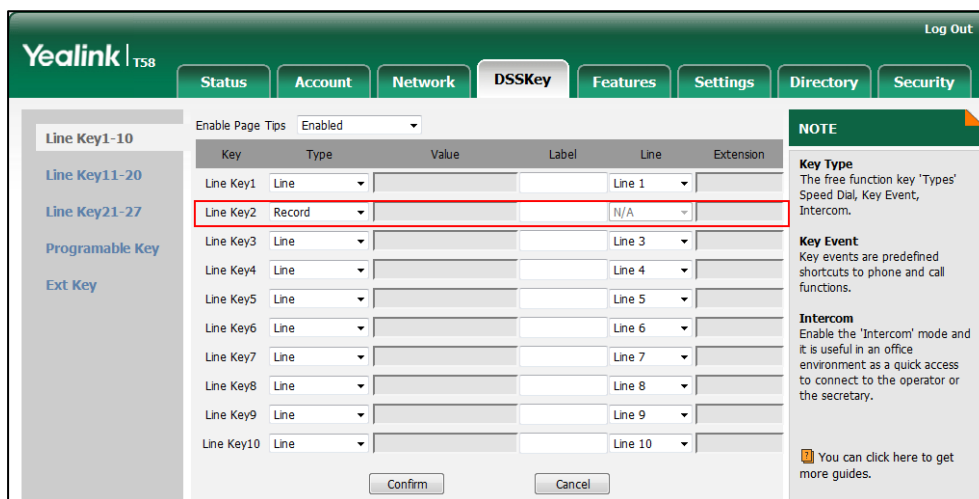 Log Out
Yealink T58
Status Account Network DSSKey Features Settings Directory Security
Line Key1-10
Line Key11-20
Line Key21-27
Programable Key
Ext Key
Enable Page Tips Enabled
Key Type Value Label Line Extension
Line Key1 Line Line 1
Line Key2 Record N/A
Line Key3 Line Line 3
Line Key4 Line Line 4
Line Key5 Line Line 5
Line Key6 Line Line 6
Line Key7 Line Line 7
Line Key8 Line Line 8
Line Key9 Line Line 9
Line Key10 Line Line 10
Confirm Cancel
NOTE
Key Type
The free function key 'Types'
Speed Dial, Key Event,
Intercom.
Key Event
Key events are predefined
shortcuts to phone and call
functions.
Intercom
Enable the 'Intercom' mode and
it is useful in an office
environment as a quick access
to connect to the operator or
the secretary.
? You can click here to get
more guides.